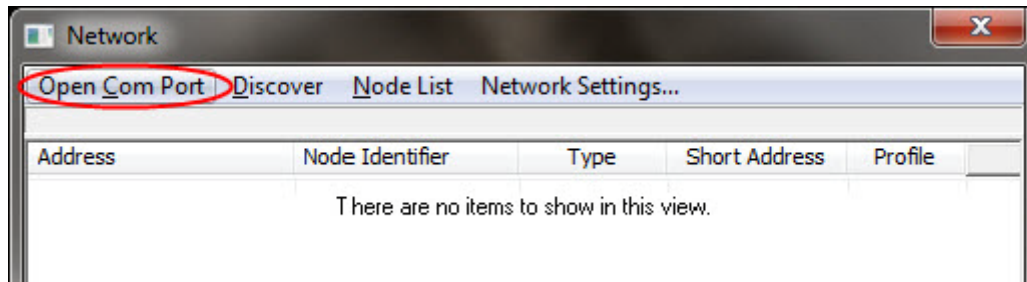 Network
Open Com Port Discover Node List Network Settings...
Address Node Identifier Type Short Address Profile
There are no items to show in this view.